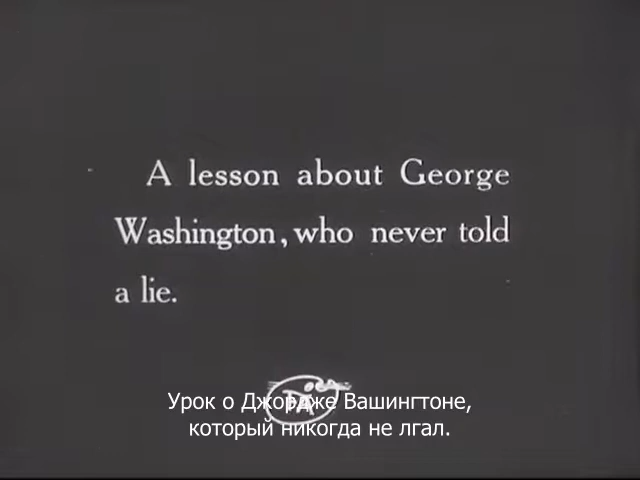 A lesson about George
Washington, who never told
a lie.
Урок о Джордже Вашингтоне,
который никогда не лгал.